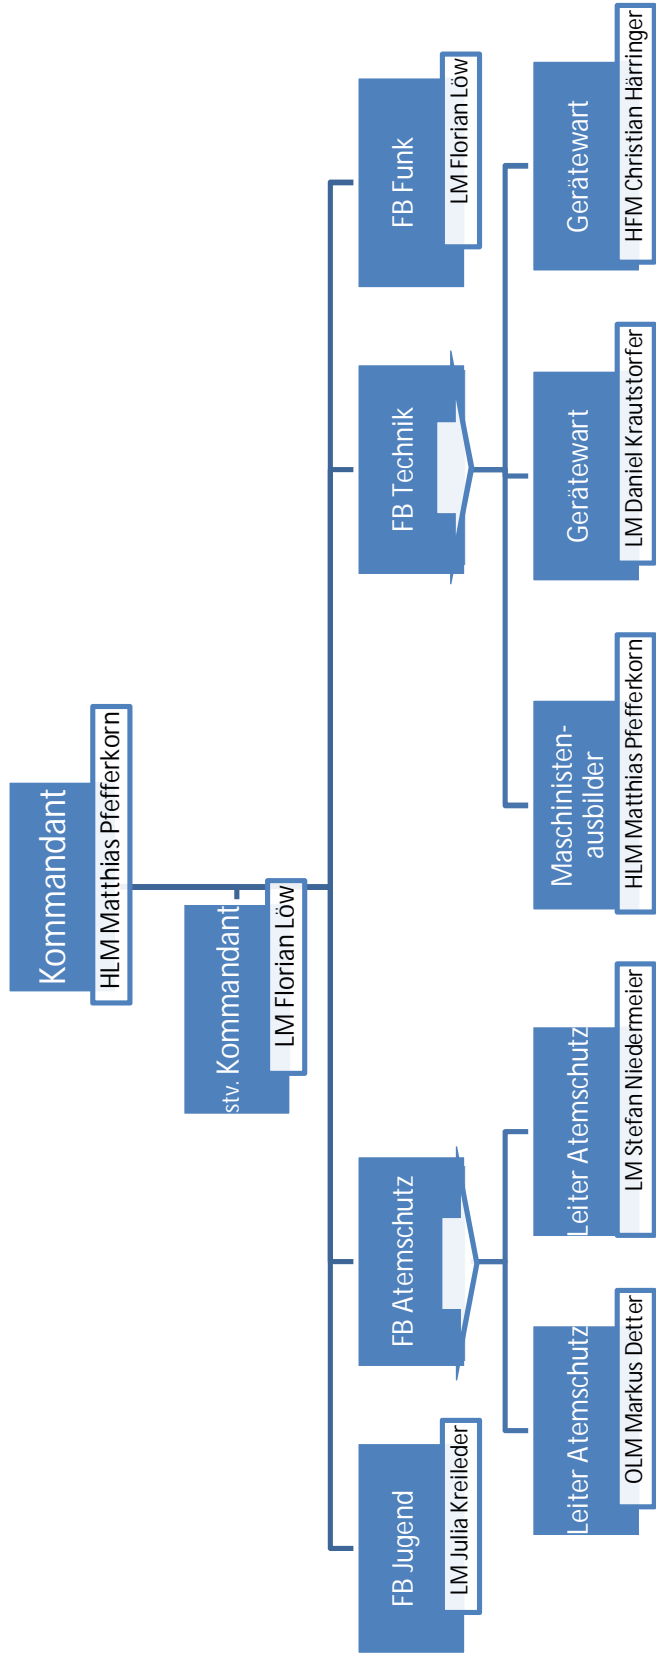 Kommandant
HLM Matthias Pfefferkorn
stv. Kommandant
LM Florian Löw
FB Jugend
LM Julia Kreileder
FB Atemschutz
FB Technik
FB Funk
LM Florian Löw
Leiter Atemschutz
OLM Markus Detter
Leiter Atemschutz
LM Stefan Niedermeier
Maschinisten-
ausbilder
HLM Matthias Pfefferkorn
Gerätewart
LM Daniel Krautstorfer
Gerätewart
HFM Christian Härringer